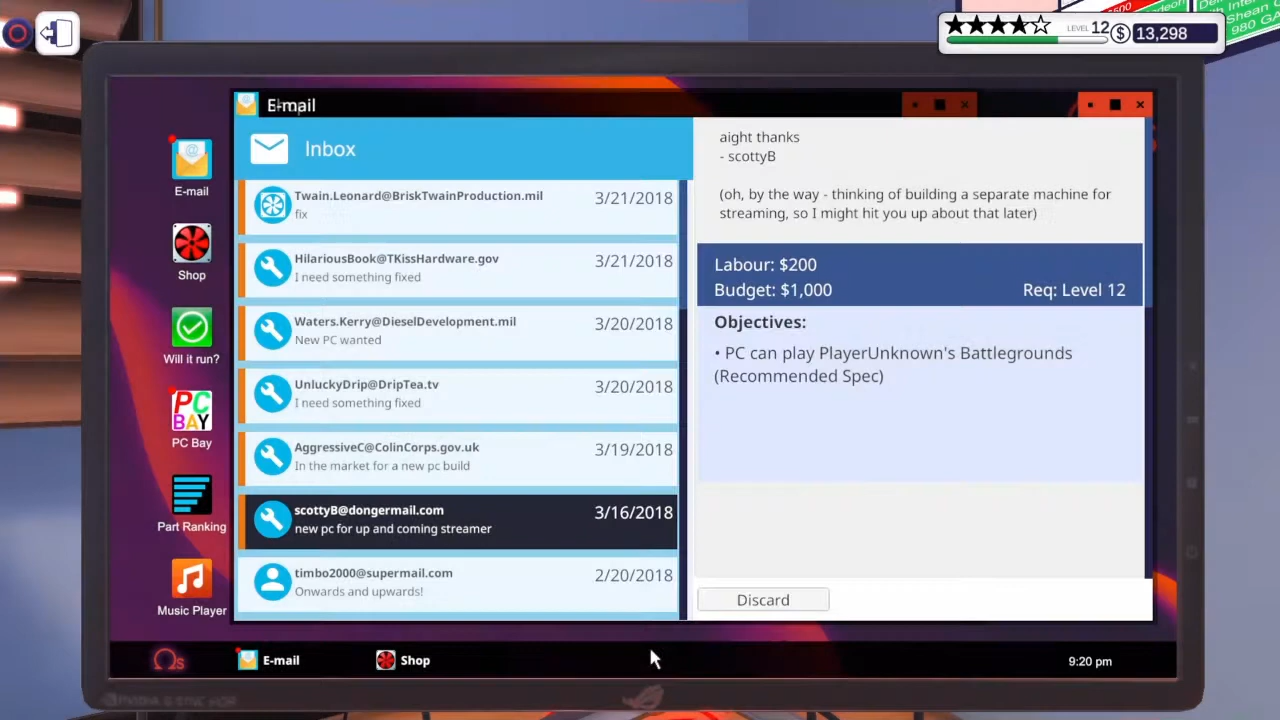 LEVEL 12
$ 13,298
E-mail
Inbox
Twain.Leonard@BriskTwainProduction.mil
fix
3/21/2018
HilariousBook@TKissHardware.gov
I need something fixed
3/21/2018
Waters.Kerry@DieselDevelopment.mil
New PC wanted
3/20/2018
UnluckyDrip@DripTea.tv
I need something fixed
3/20/2018
AggressiveC@ColinCorps.gov.uk
In the market for a new pc build
3/19/2018
scottyB@dongermail.com
new pc for up and coming streamer
3/16/2018
timbo2000@supermail.com
Onwards and upwards!
2/20/2018
aight thanks
- scottyB
(oh, by the way - thinking of building a separate machine for
streaming, so I might hit you up about that later)
Labour: $200
Budget: $1,000
Req: Level 12
Objectives:
• PC can play PlayerUnknown's Battlegrounds
(Recommended Spec)
Discard
E-mail
Shop
Will it run?
PC
BAY
PC Bay
Part Ranking
Music Player
Ωs
E-mail
Shop
9:20 pm